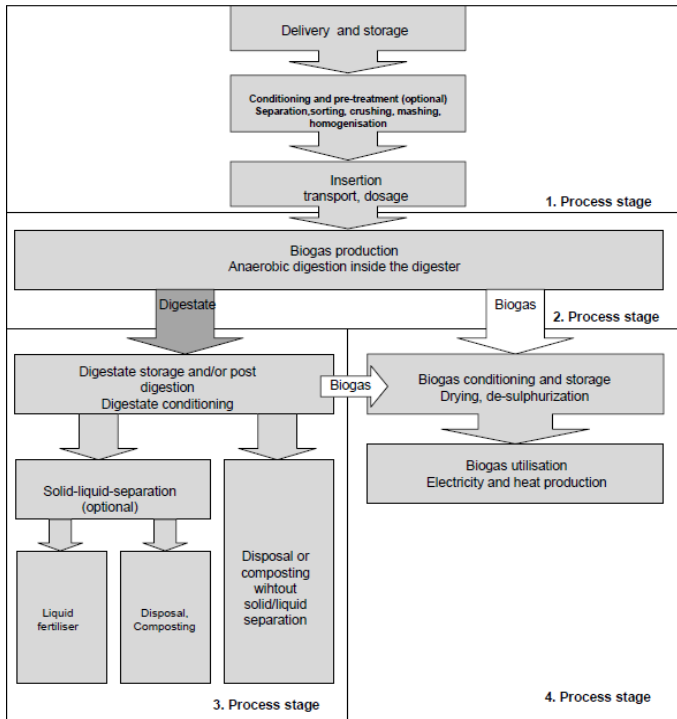 Delivery and storage
Conditioning and pre-treatment (optional)
Separation,sorting, crushing, mashing,
homogenisation
Insertion
transport, dosage
1. Process stage
Biogas production
Anaerobic digestion inside the digester
Digestate
Biogas
2. Process stage
Digestate storage and/or post
digestion
Digestate conditioning
Biogas
Biogas conditioning and storage
Drying, de-sulphurization
Biogas utilisation
Electricity and heat production
Solid-liquid-separation
(optional)
Disposal or
composting
wihtout
solid/liquid
separation
Liquid
fertiliser
Disposal,
Composting
3. Process stage
4. Process stage